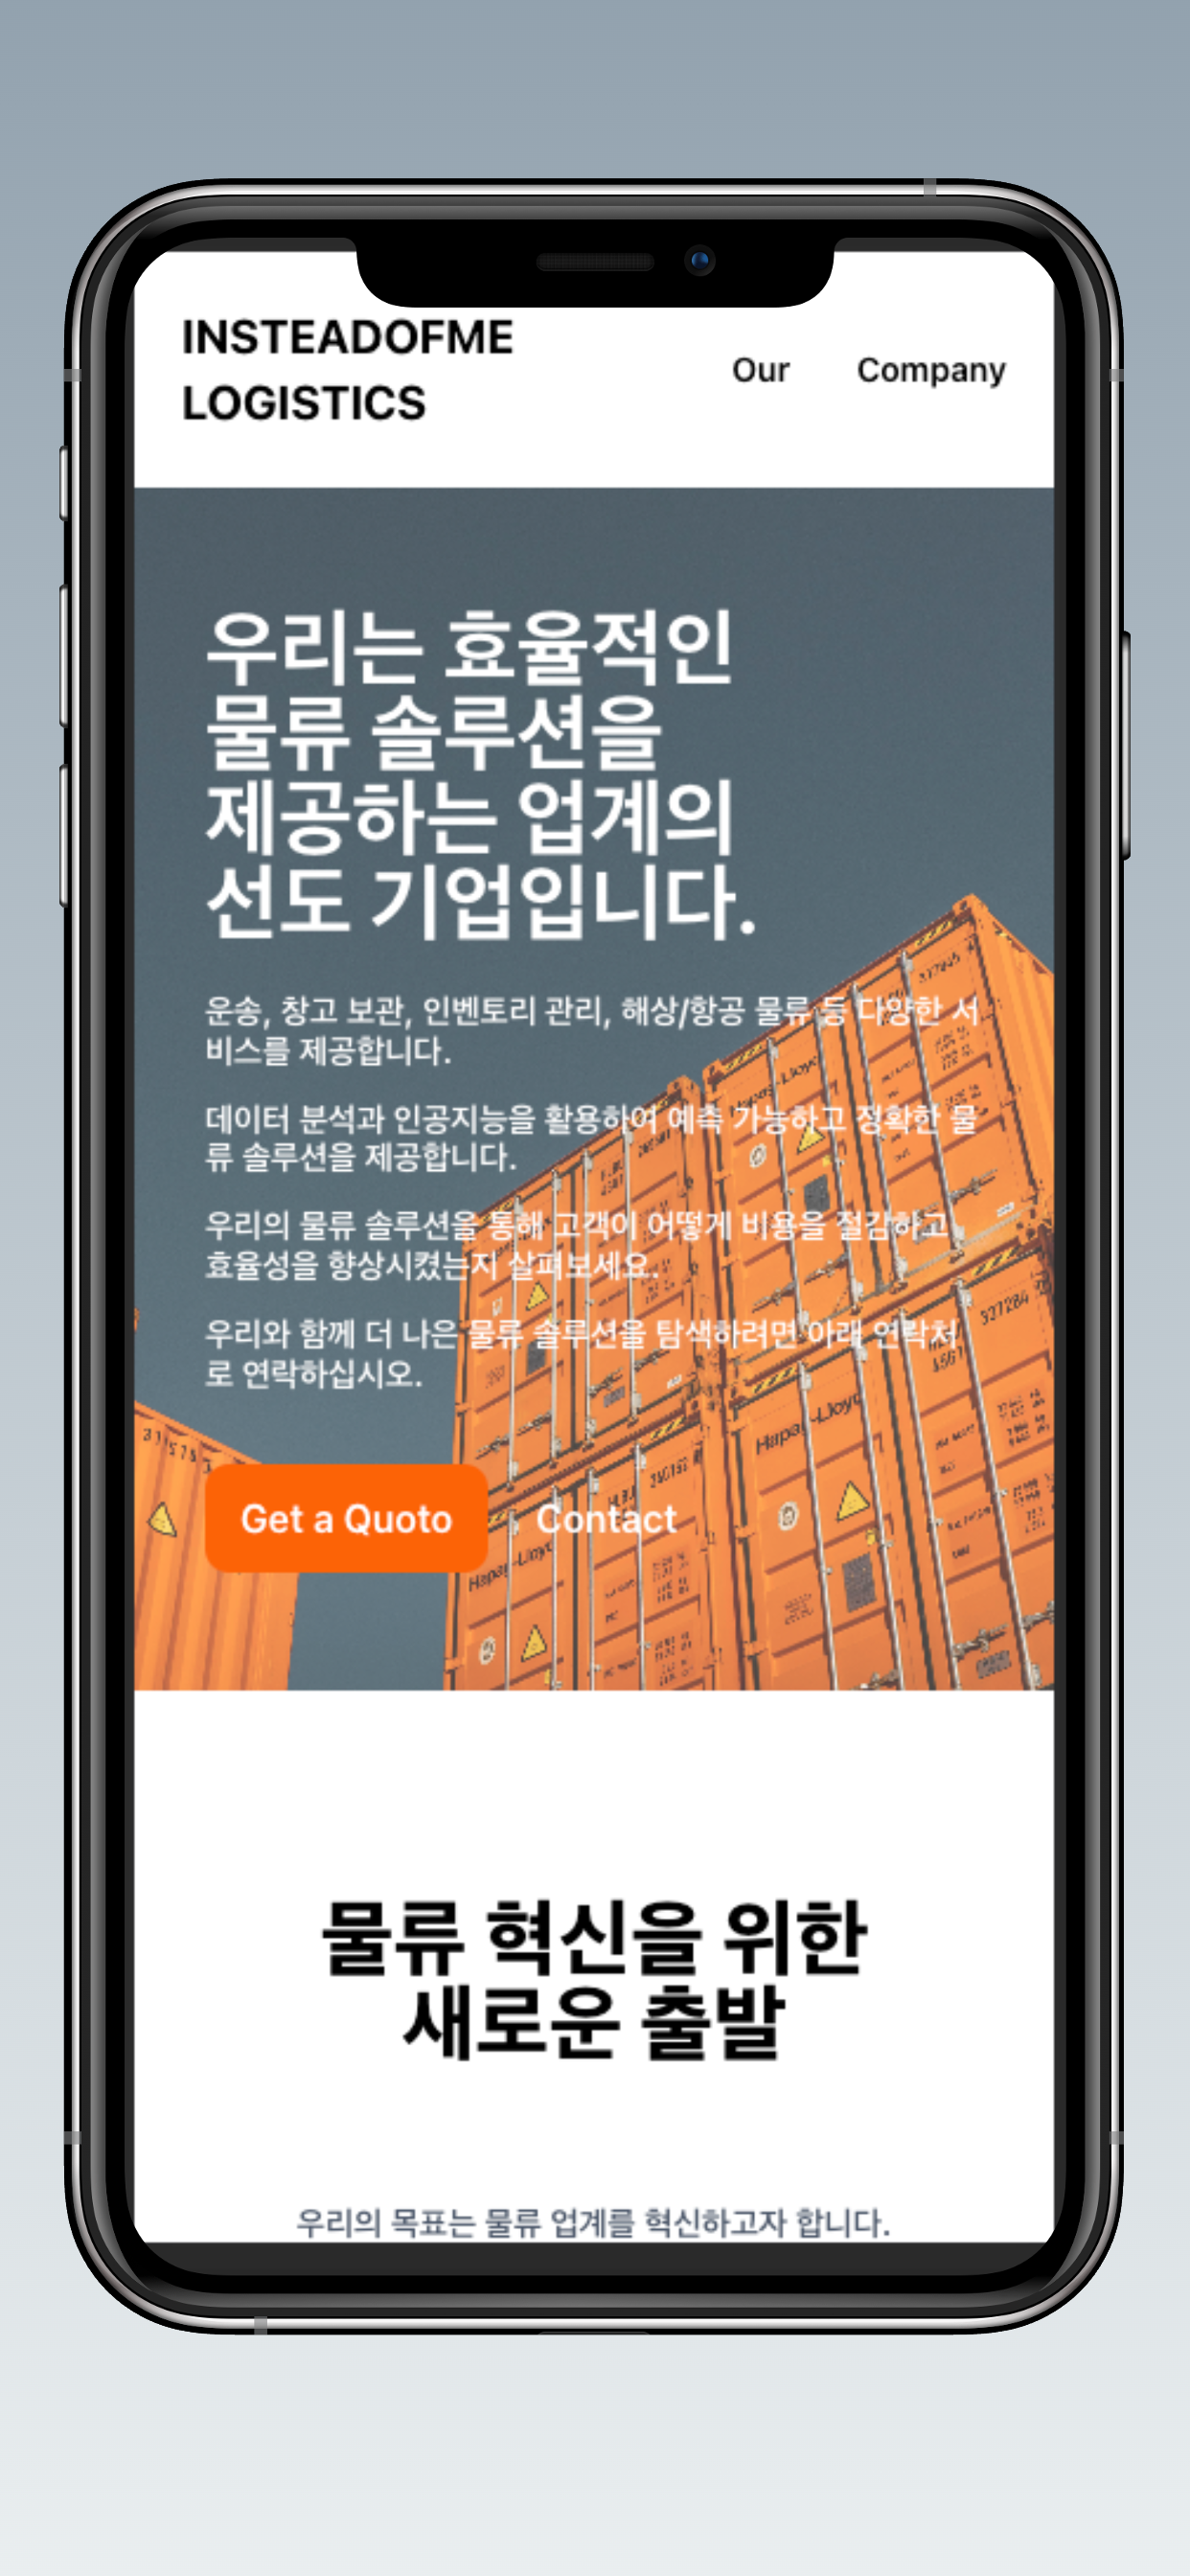 INSTEADOFME
LOGISTICS
Our
Company
우리는 효율적인
물류 솔루션을
제공하는 업계의
선도 기업입니다.
운송, 창고 보관, 인벤토리 관리, 해상/항공 물류 등 다양한 서
비스를 제공합니다.
데이터 분석과 인공지능을 활용하여 예측 가능하고 정확한 물
류 솔루션을 제공합니다.
우리의 물류 솔루션을 통해 고객이 어떻게 비용을 절감하고
효율성을 향상시켰는지 살펴보세요.
우리와 함께 더 나은 물류 솔루션을 탐색하려면 아래 연락처
로 연락하십시오.
Get a Quoto
Contact
Hapag-Lloyd
Hapag-Lloyd
Hapag-Lloyd
물류 혁신을 위한
새로운 출발
우리의 목표는 물류 업계를 혁신하고자 합니다.